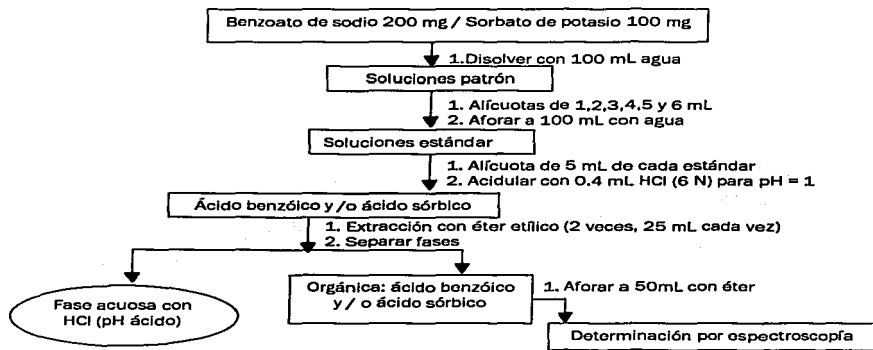 Benzoato de sodio 200 mg / Sorbato de potasio 100 mg
1.Disolver con 100 mL agua
Soluciones patrón
1. Alícuotas de 1,2,3,4,5 y 6 mL
2. Aforar a 100 mL con agua
Soluciones estándar
1. Alícuota de 5 mL de cada estándar
2. Acidular con 0.4 mL HCl (6 N) para pH = 1
Ácido benzóico y /o ácido sórbico
1. Extracción con éter etílico (2 veces, 25 mL cada vez)
2. Separar fases
Fase acuosa con
HCl (pH ácido)
Orgánica: ácido benzóico
y / o ácido sórbico
1. Aforar a 50mL con éter
Determinación por espectroscopía